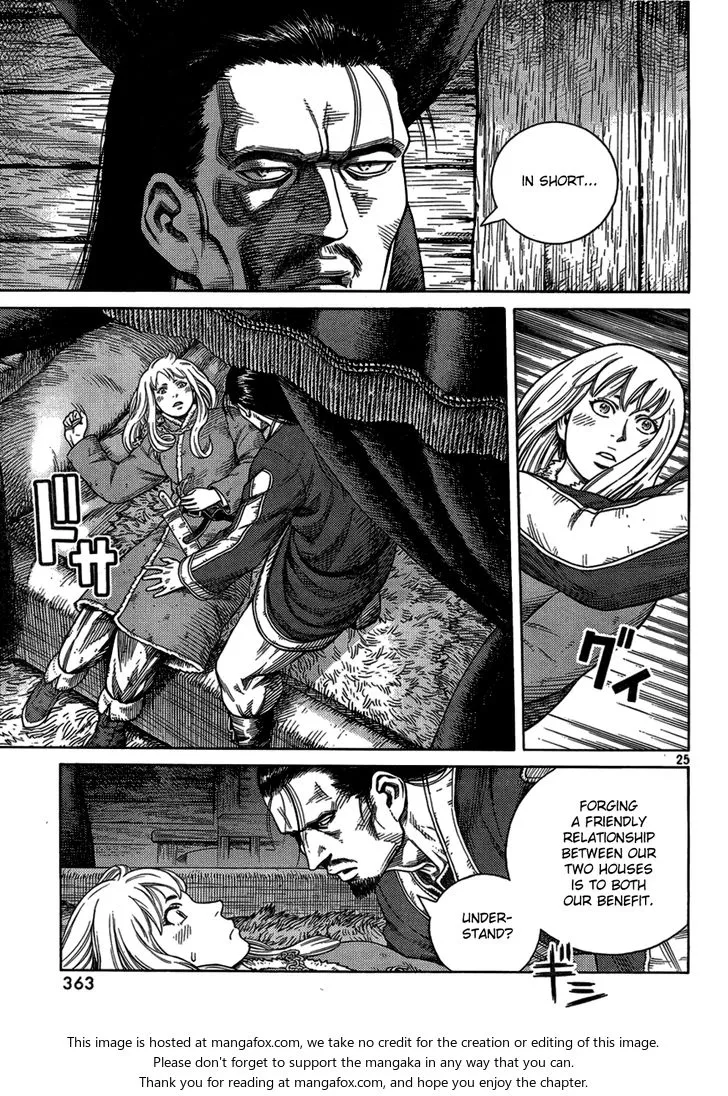 IN SHORT...
ドサ
グイ
25
FORGING
A FRIENDLY
RELATIONSHIP
BETWEEN OUR
TWO HOUSES
IS TO BOTH
OUR BENEFIT.
UNDER-
STAND?
ギシ
363
This image is hosted at mangafox.com, we take no credit for the creation or editing of this image.
Please don't forget to support the mangaka in any way that you can.
Thank you for reading at mangafox.com, and hope you enjoy the chapter.